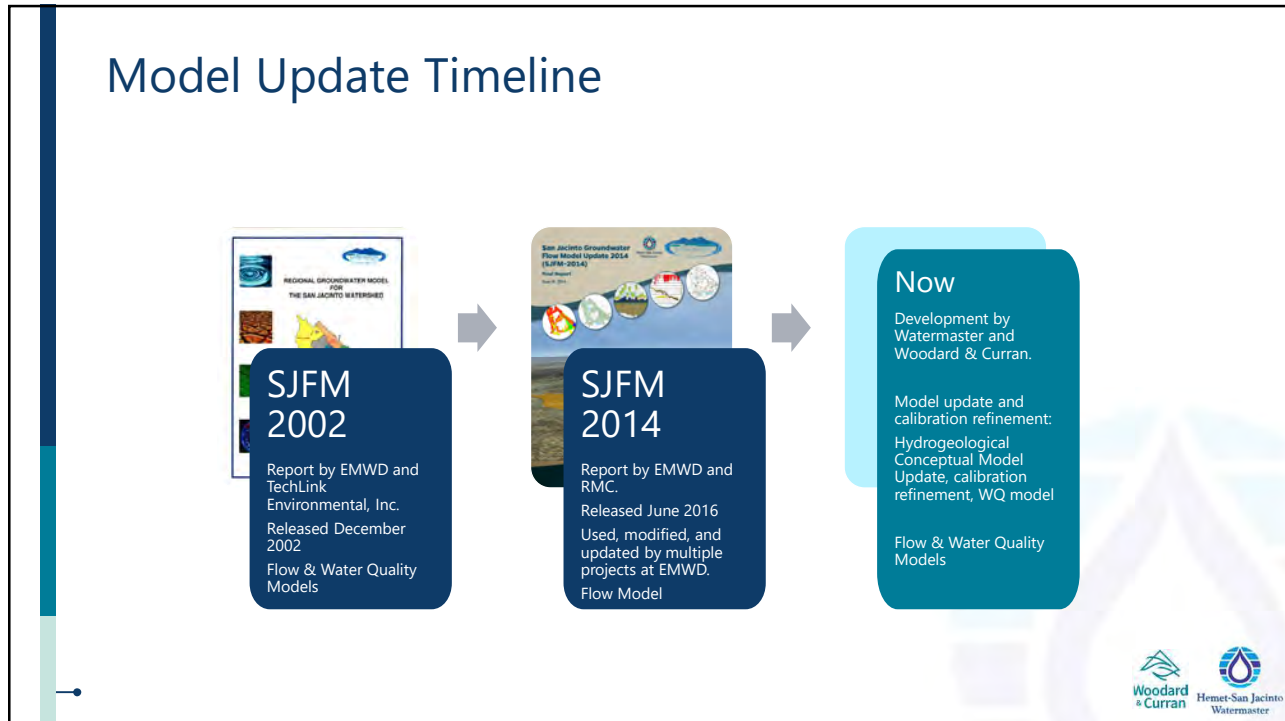 Model Update Timeline
REGIONAL GROUNDWATER MODEL
FOR
THE SAN JACINTO WATERSHED
SJFM
2002
Report by EMWD and
TechLink
Environmental, Inc.
Released December
2002
Flow & Water Quality
Models
San Jacinto Groundwater
Flow Model Update 2014
(SJFM-2014)
Final Report
SJFM
2014
Report by EMWD and
RMC.
Released June 2016
Used, modified, and
updated by multiple
projects at EMWD.
Flow Model
Now
Development by
Watermaster and
Woodard & Curran.
Model update and
calibration refinement:
Hydrogeological
Conceptual Model
Update, calibration
refinement, WQ model
Flow & Water Quality
Models
Woodard
& Curran
Hemet-San Jacinto
Watermaster